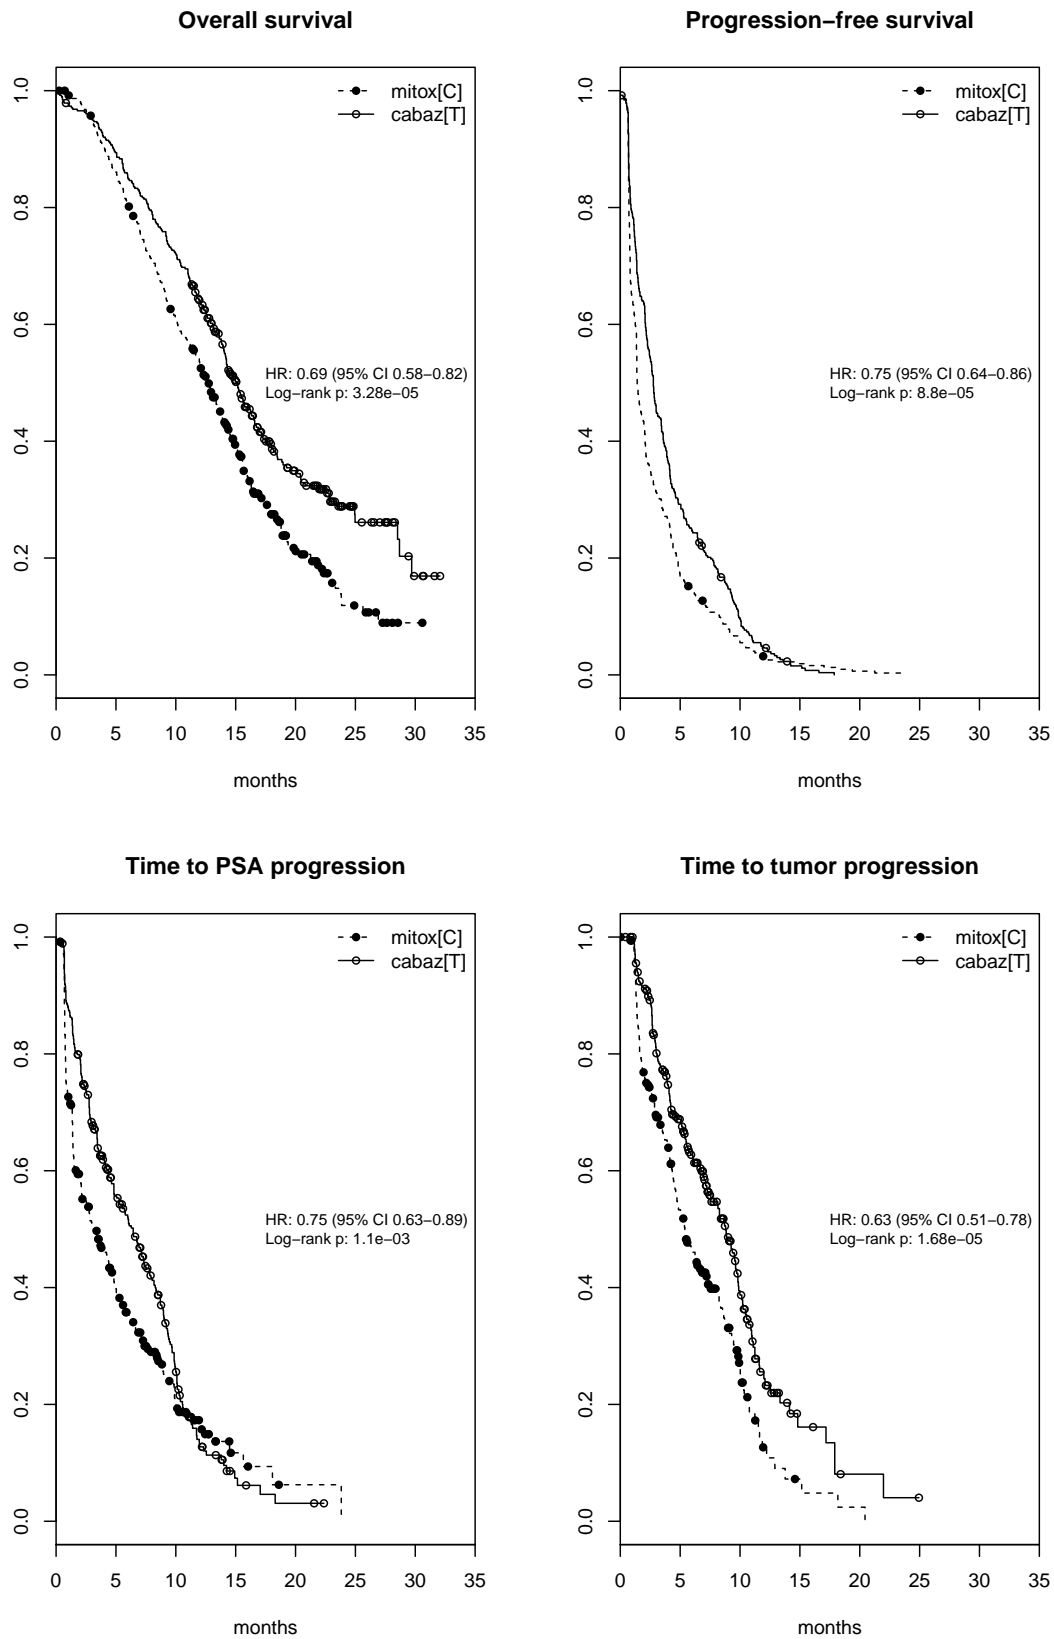 Overall survival
1.0
0.8
0.6
0.4
0.2
0.0
mitox[C]
cabaz[T]
HR: 0.69 (95% CI 0.58−0.82)
Log−rank p: 3.28e−05
0 5 10 15 20 25 30 35
months
Progression−free survival
1.0
0.8
0.6
0.4
0.2
0.0
mitox[C]
cabaz[T]
HR: 0.75 (95% CI 0.64−0.86)
Log−rank p: 8.8e−05
0 5 10 15 20 25 30 35
months
Time to PSA progression
1.0
0.8
0.6
0.4
0.2
0.0
mitox[C]
cabaz[T]
HR: 0.75 (95% CI 0.63−0.89)
Log−rank p: 1.1e−03
0 5 10 15 20 25 30 35
months
Time to tumor progression
1.0
0.8
0.6
0.4
0.2
0.0
mitox[C]
cabaz[T]
HR: 0.63 (95% CI 0.51−0.78)
Log−rank p: 1.68e−05
0 5 10 15 20 25 30 35
months